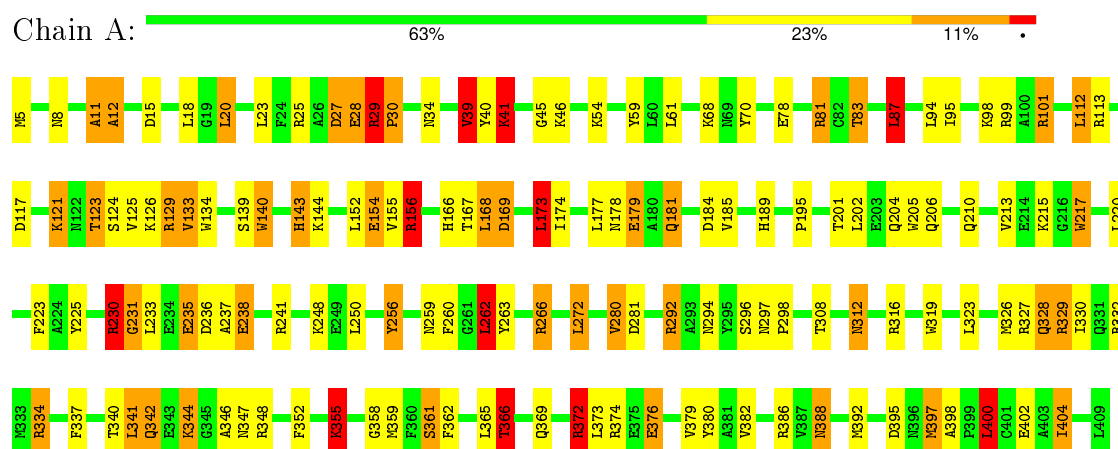 Chain A:
63% 23% 11% •
M5 N8 A11 A12 D15 L18 G19 L20 L23 F24 R25 A26 D27 E28 R29 P30 N34 V39 Y40 K41 G45 K46 K54 Y59 L60 L61 K68 N69 Y70 E78 R81 C82 T83 L87 L94 I95 K98 R99 A100 R101 L112 R113
D117 K121 N122 T123 S124 V125 K126 R129 V133 W134 S139 W140 H143 K144 L152 E154 V155 R156 H166 T167 L168 D169 L173 I174 L177 N178 E179 A180 Q181 D184 V185 H189 P195 T201 L202 E203 Q204 W205 Q206 Q210 V213 E214 K215 G216 W217
F223 A224 Y225 R230 G231 L233 E234 E235 D236 A237 E238 R241 K248 E249 L250 Y256 N259 F260 G261 L262 Y263 R266 L272 V280 D281 R292 A293 N294 Y295 S296 N297 P298 T308 N312 R316 W319 L323 M326 R327 Q328 R329 I330 Q331
M333 R334 F337 T340 L341 Q342 E343 K344 G345 A346 N347 R348 F352 K355 G358 M359 F360 S361 F362 L365 T366 Q369 R372 L373 R374 E375 E376 V379 Y380 A381 V382 R386 V387 N388 M392 D395 N396 M397 A398 P399 L400 C401 E402 A403 I404 L409